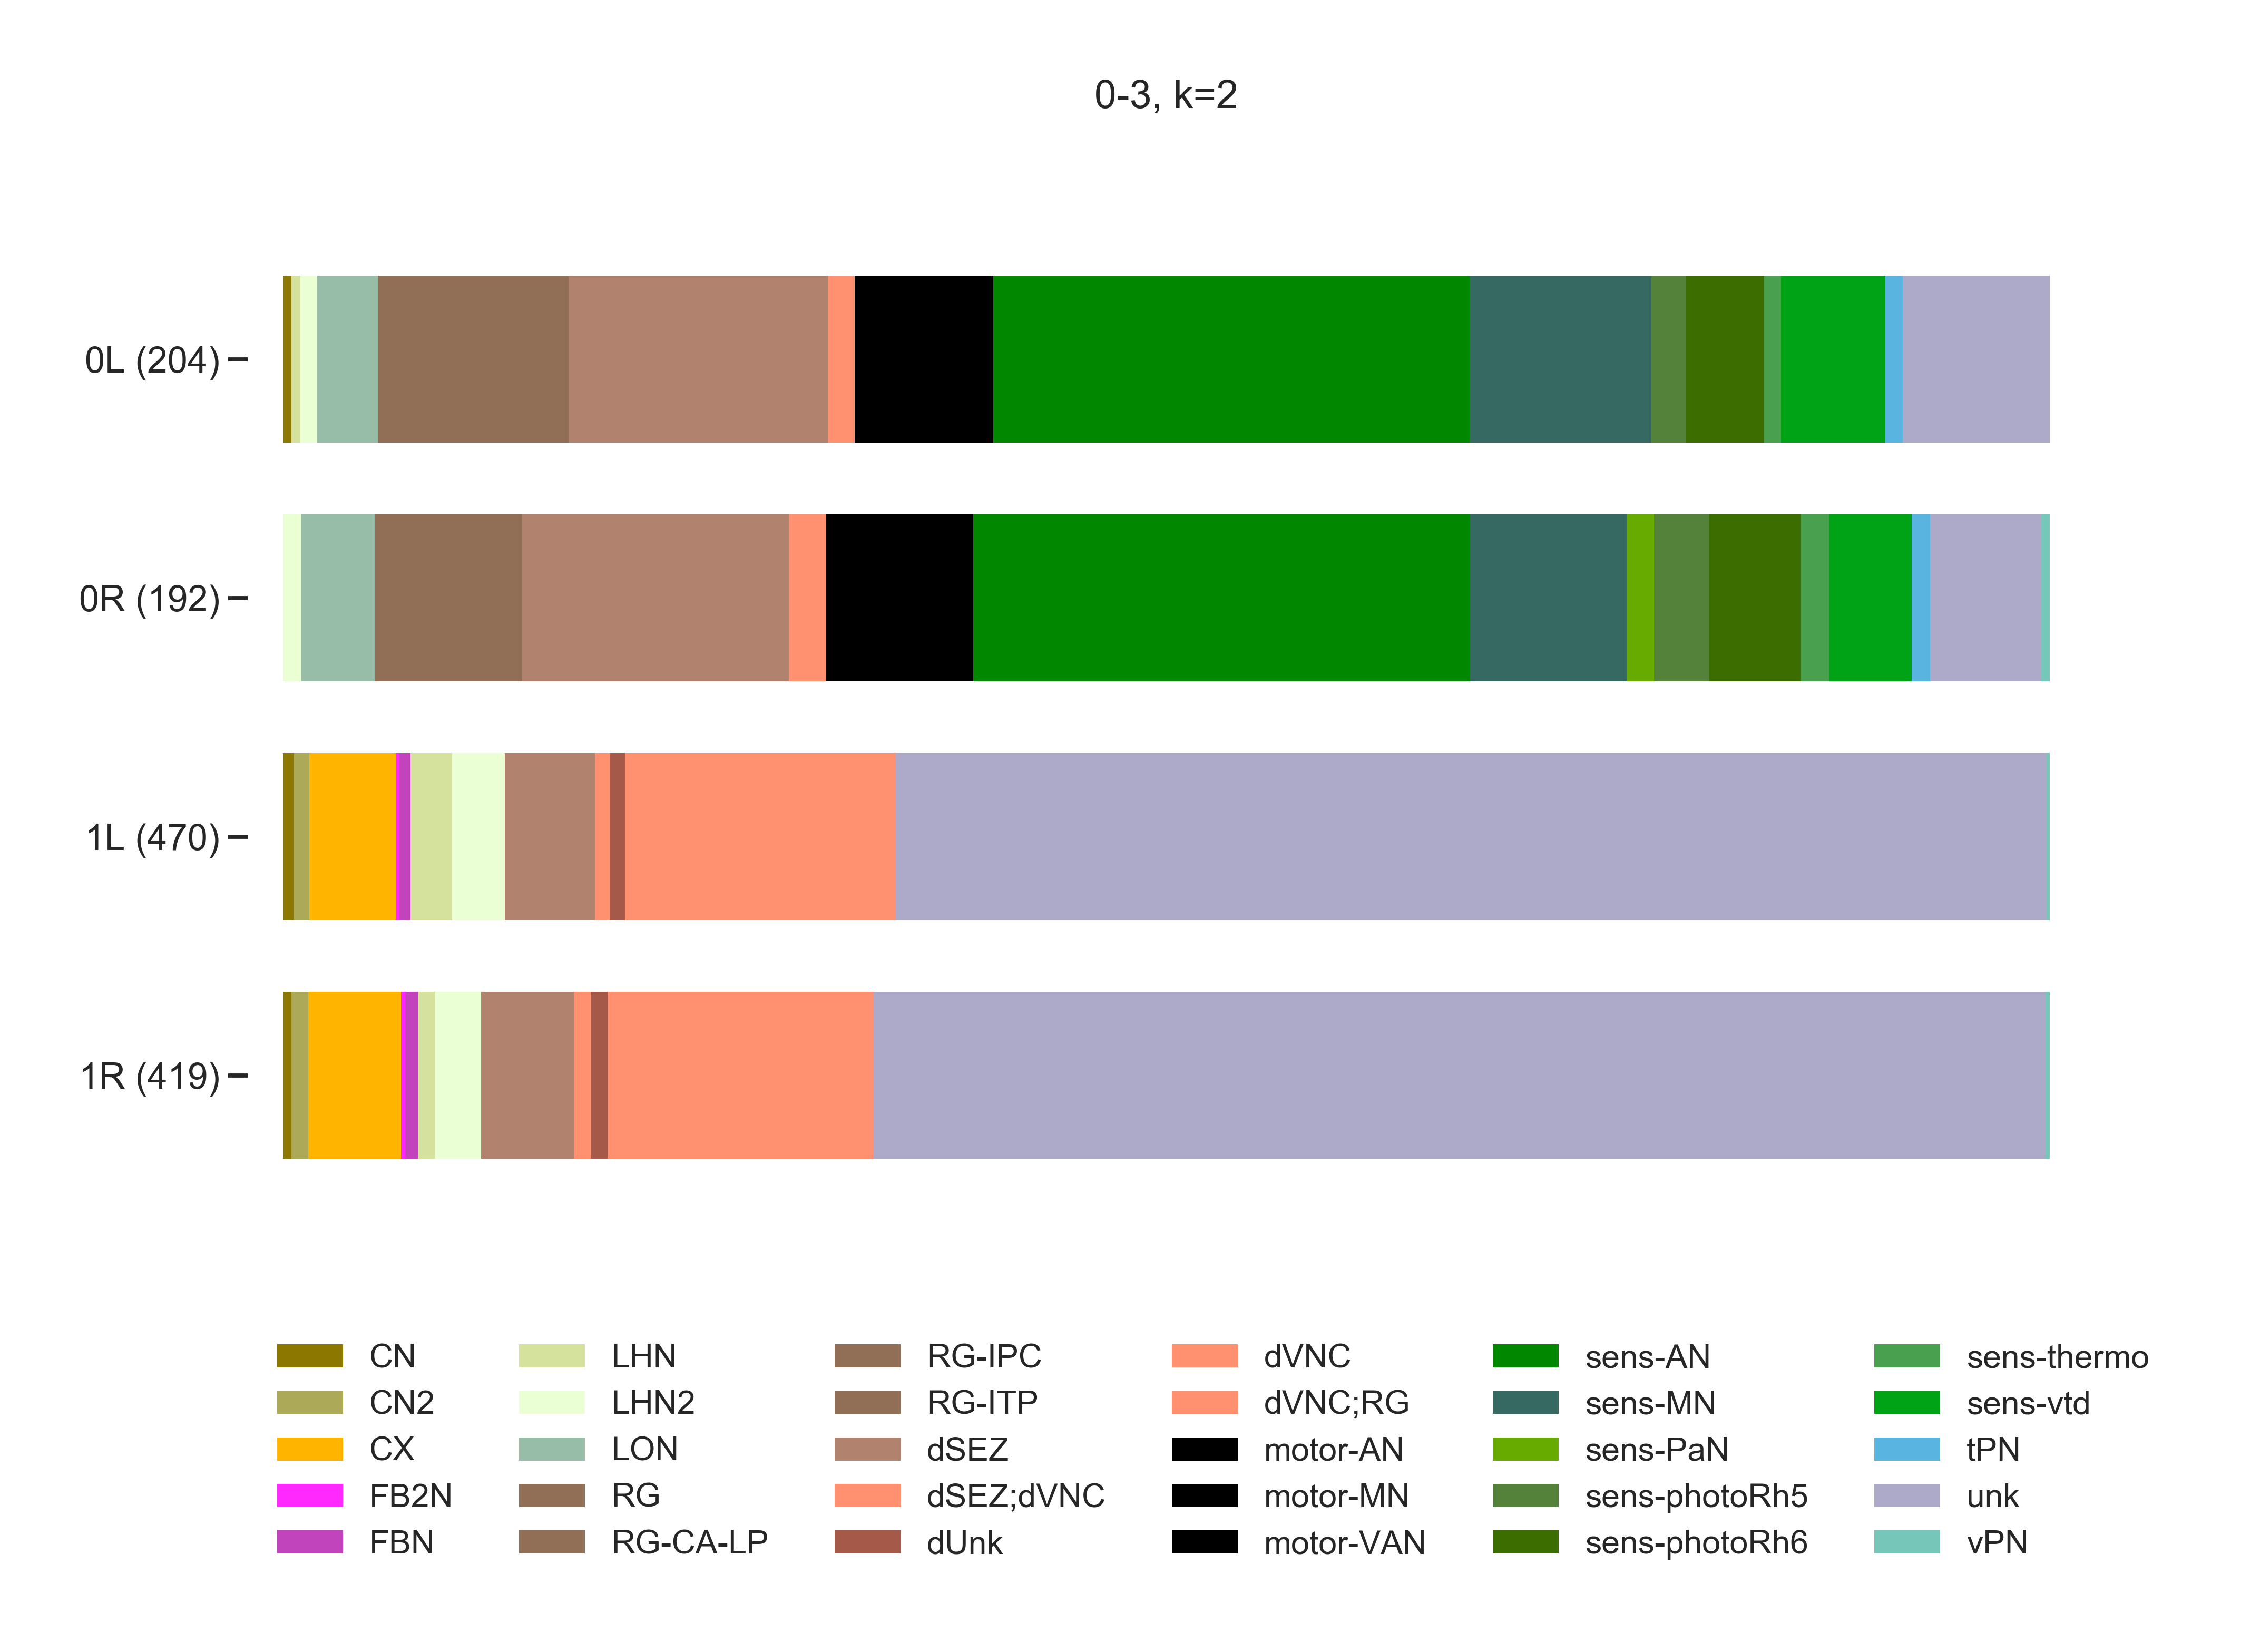 0-3, k=2
0L (204)
0R (192)
1L (470)
1R (419)
CN LHN RG-IPC dVNC sens-AN sens-thermo
CN2 LHN2 RG-ITP dVNC;RG sens-MN sens-vtd
CX LON dSEZ motor-AN sens-PaN tPN
FB2N RG dSEZ;dVNC motor-MN sens-photoRh5 unk
FBN RG-CA-LP dUnk motor-VAN sens-photoRh6 vPN